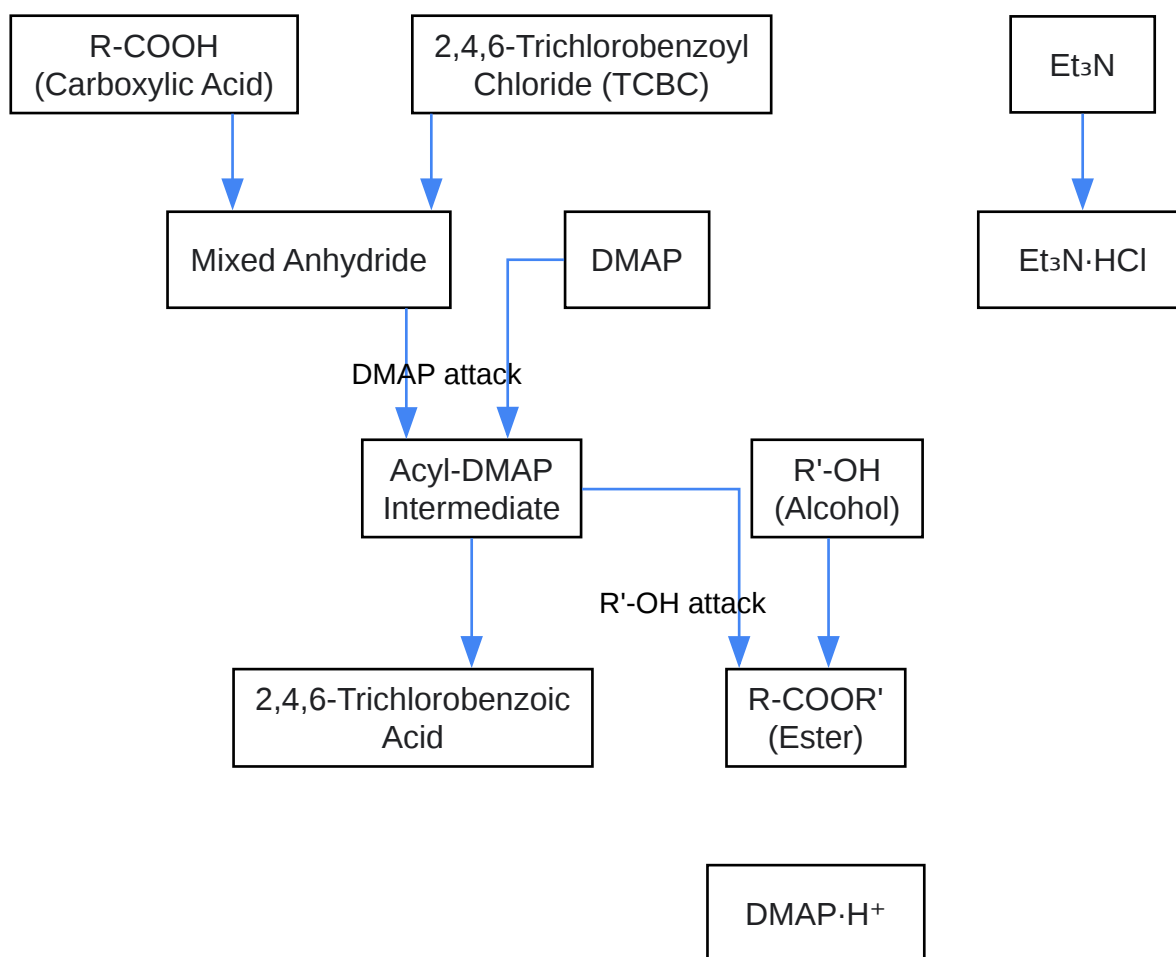 R-COOH
(Carboxylic Acid)
2,4,6-Trichlorobenzoyl
Chloride (TCBC)
Et₃N
Mixed Anhydride
DMAP
Et₃N·HCl
DMAP attack
Acyl-DMAP
Intermediate
R'-OH
(Alcohol)
R'-OH attack
2,4,6-Trichlorobenzoic
Acid
R-COOR'
(Ester)
DMAP·H⁺